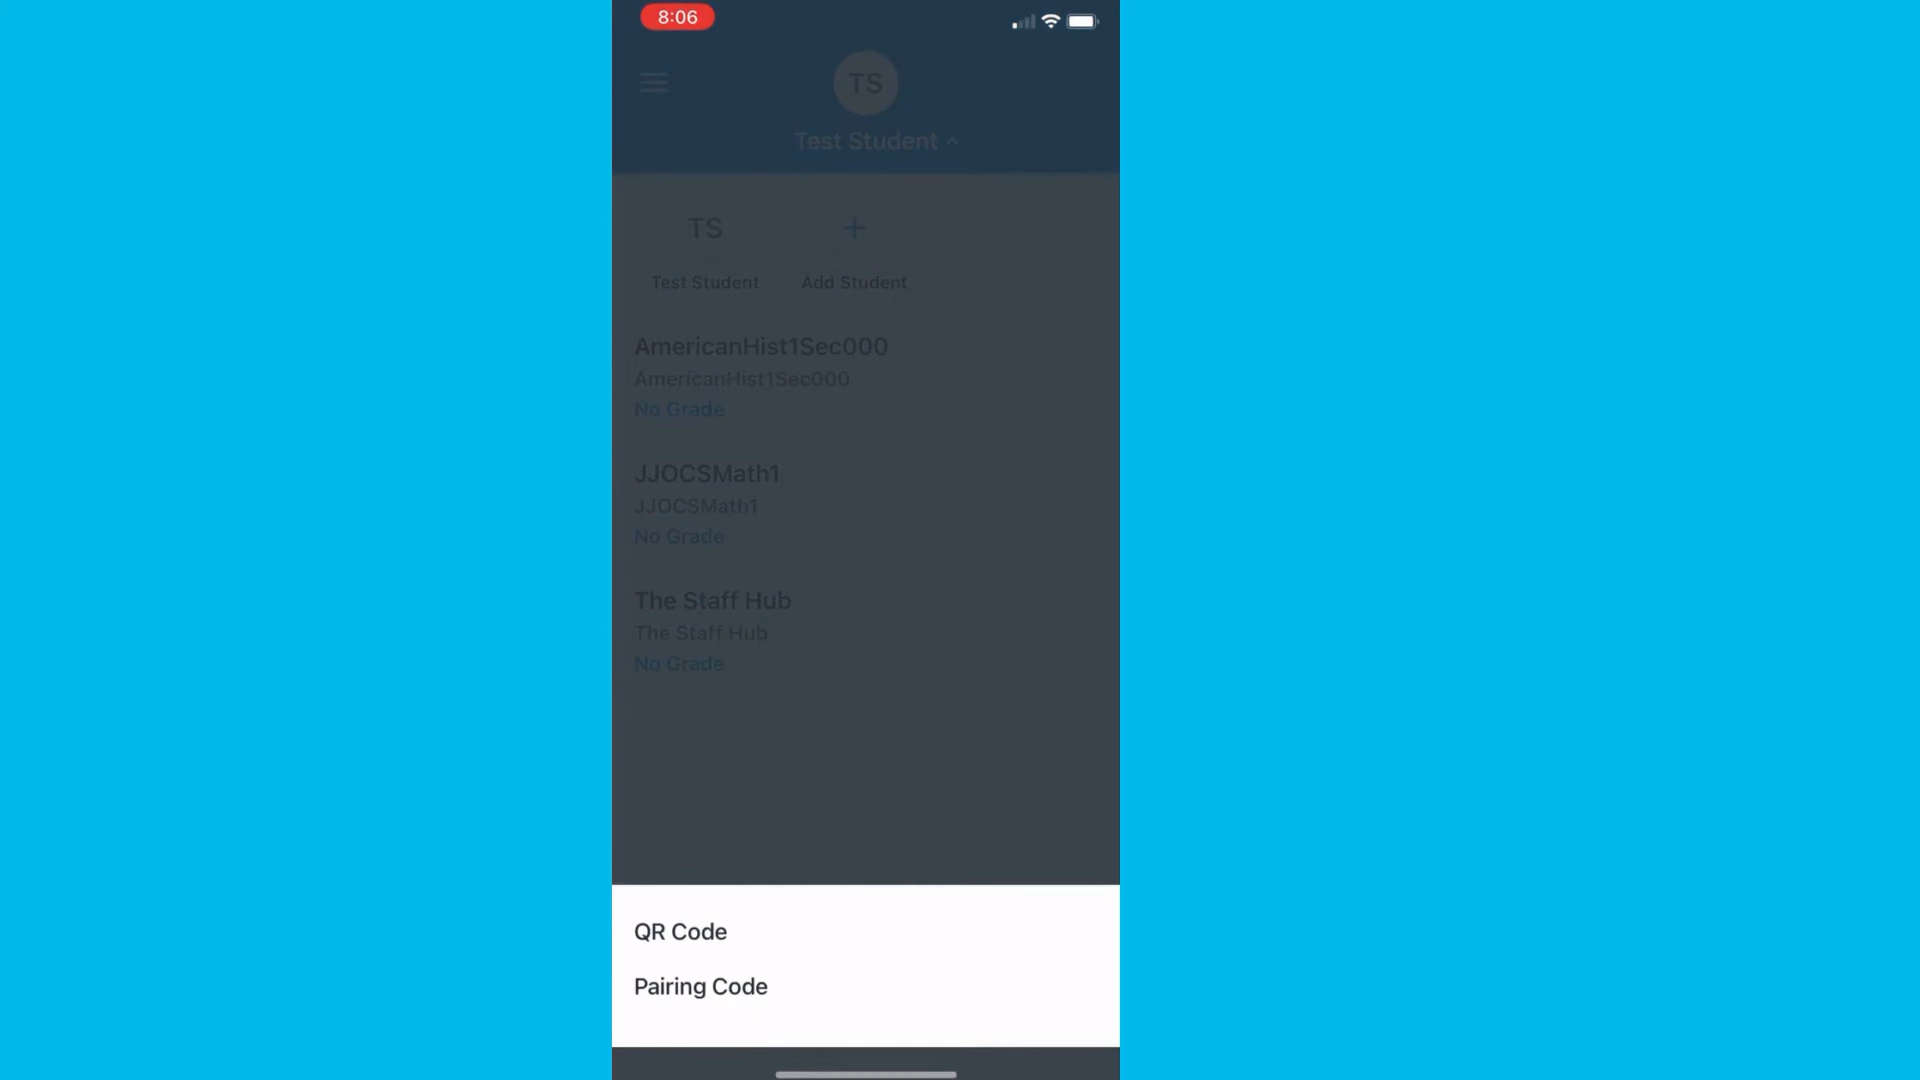 8:06
TS
Test Student
TS
Test Student
Add Student
AmericanHist1Sec000
AmericanHist1Sec000
No Grade
JJOCSMath1
JJOCSMath1
No Grade
The Staff Hub
The Staff Hub
No Grade
QR Code
Pairing Code